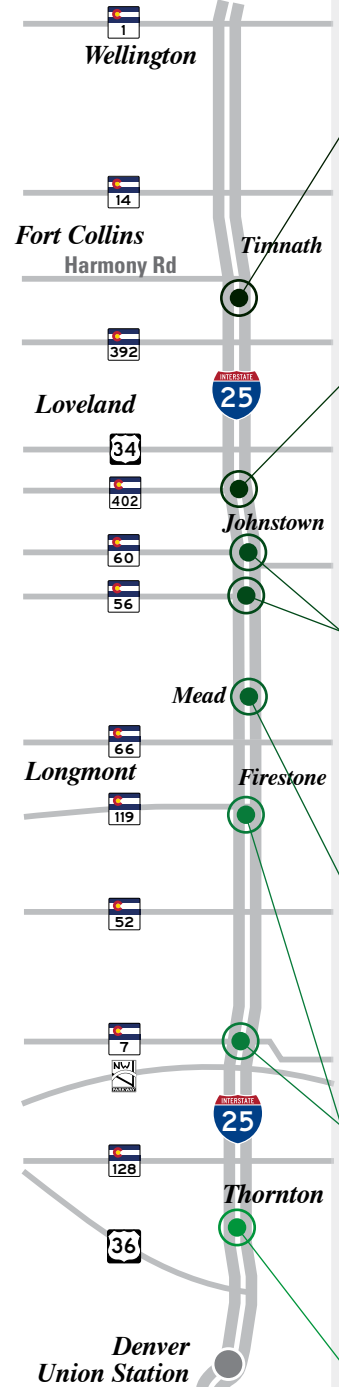 1
Wellington
14
Fort Collins
Timnath
Harmony Rd
392
INTERSTATE
25
Loveland
34
402
Johnstown
60
56
Mead
66
Longmont
Firestone
119
52
7
NW
PARKWAY
INTERSTATE
25
128
Thornton
36
Denver
Union Station